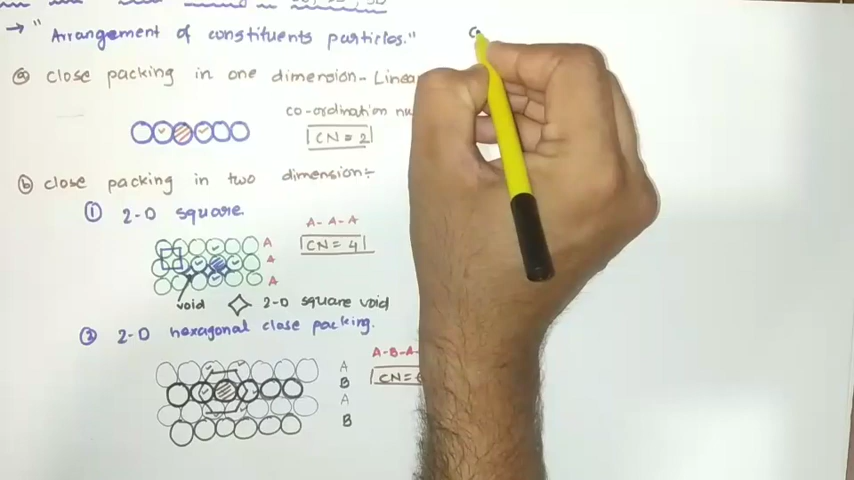 → "Arrangement of constituents particles."
ⓐ close packing in one dimension - Linea
co-ordination nu
CN = 2
ⓑ close packing in two dimension:-
① 2-D square.
A-A-A
CN = 4
A
A
A
void
2-D square void
② 2-D hexagonal close packing.
A-B-A-
CN =
A
B
A
B